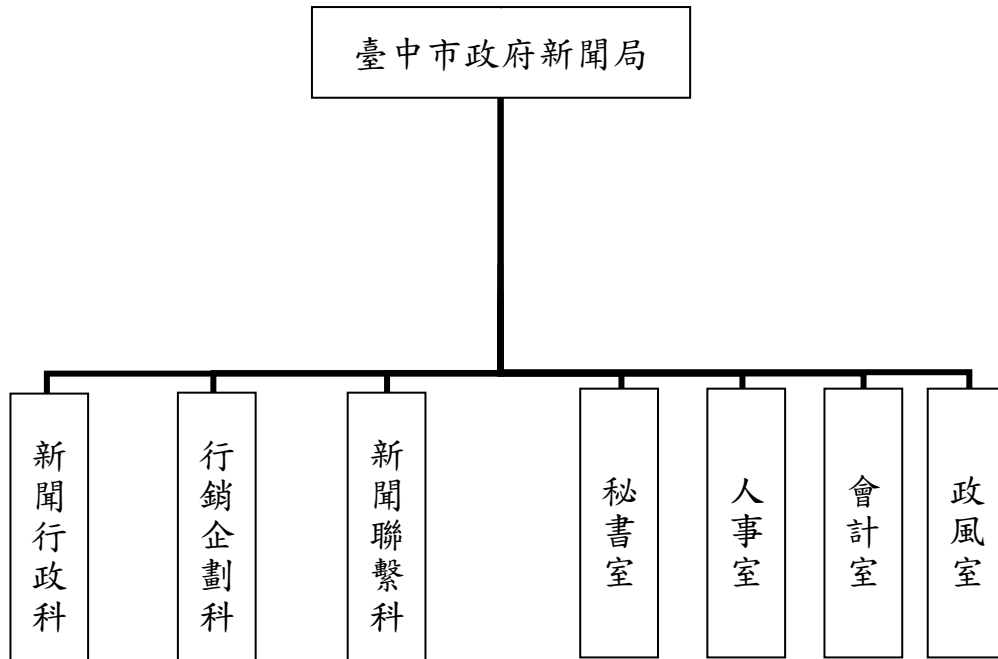 臺中市政府新聞局
新聞行政科
行銷企劃科
新聞聯繫科
秘書室
人事室
會計室
政風室